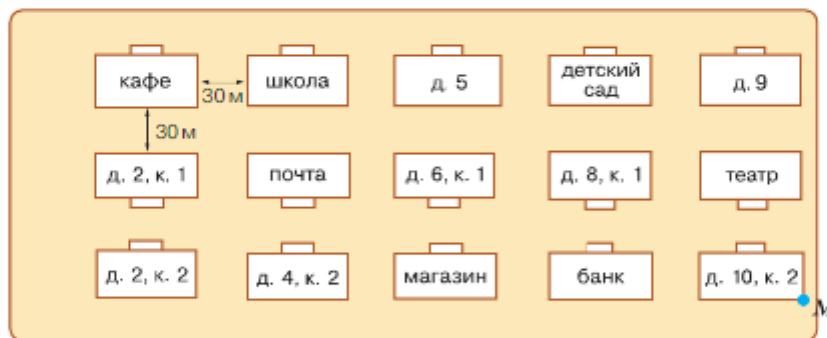 кафе
школа
д. 5
детский
сад
д. 9
30 м
30 м
д. 2, к. 1
почта
д. 6, к. 1
д. 8, к. 1
театр
д. 2, к. 2
д. 4, к. 2
магазин
банк
д. 10, к. 2
M